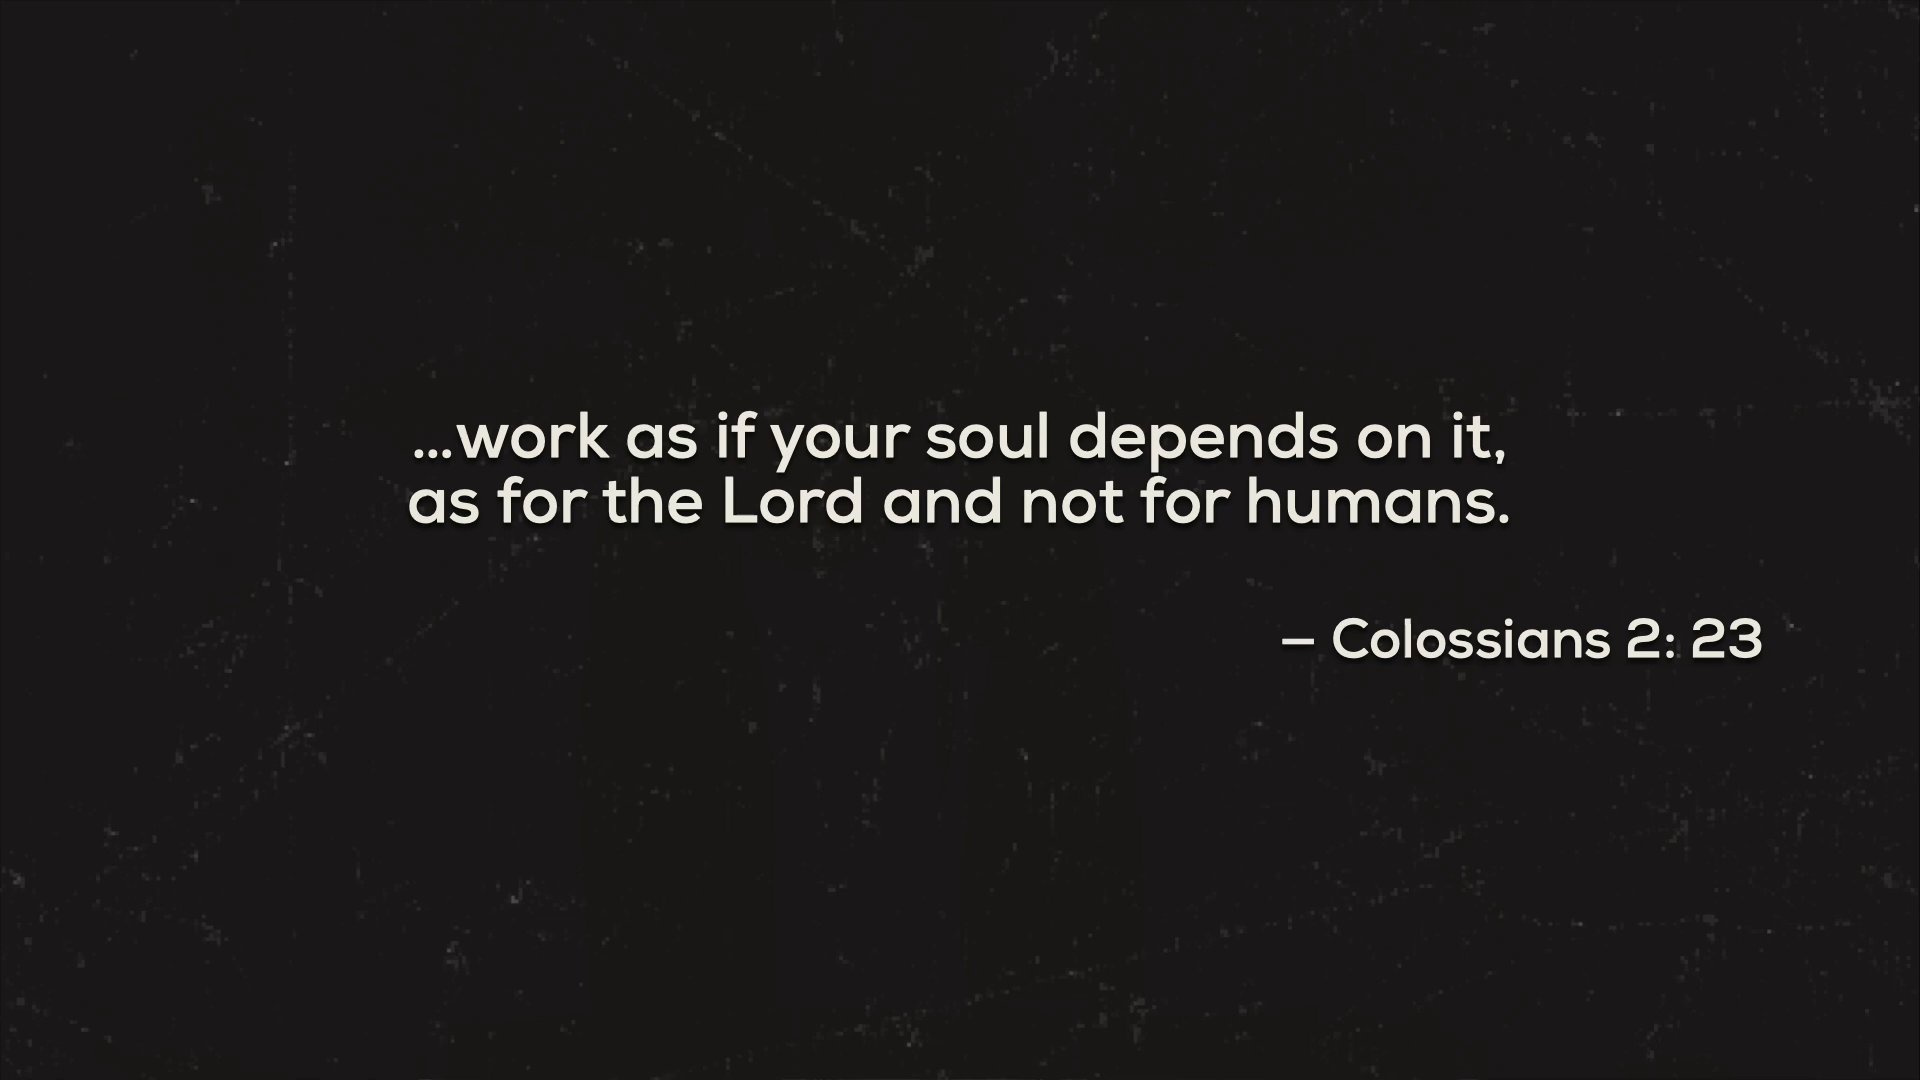 ...work as if your soul depends on it,
as for the Lord and not for humans.
– Colossians 2: 23